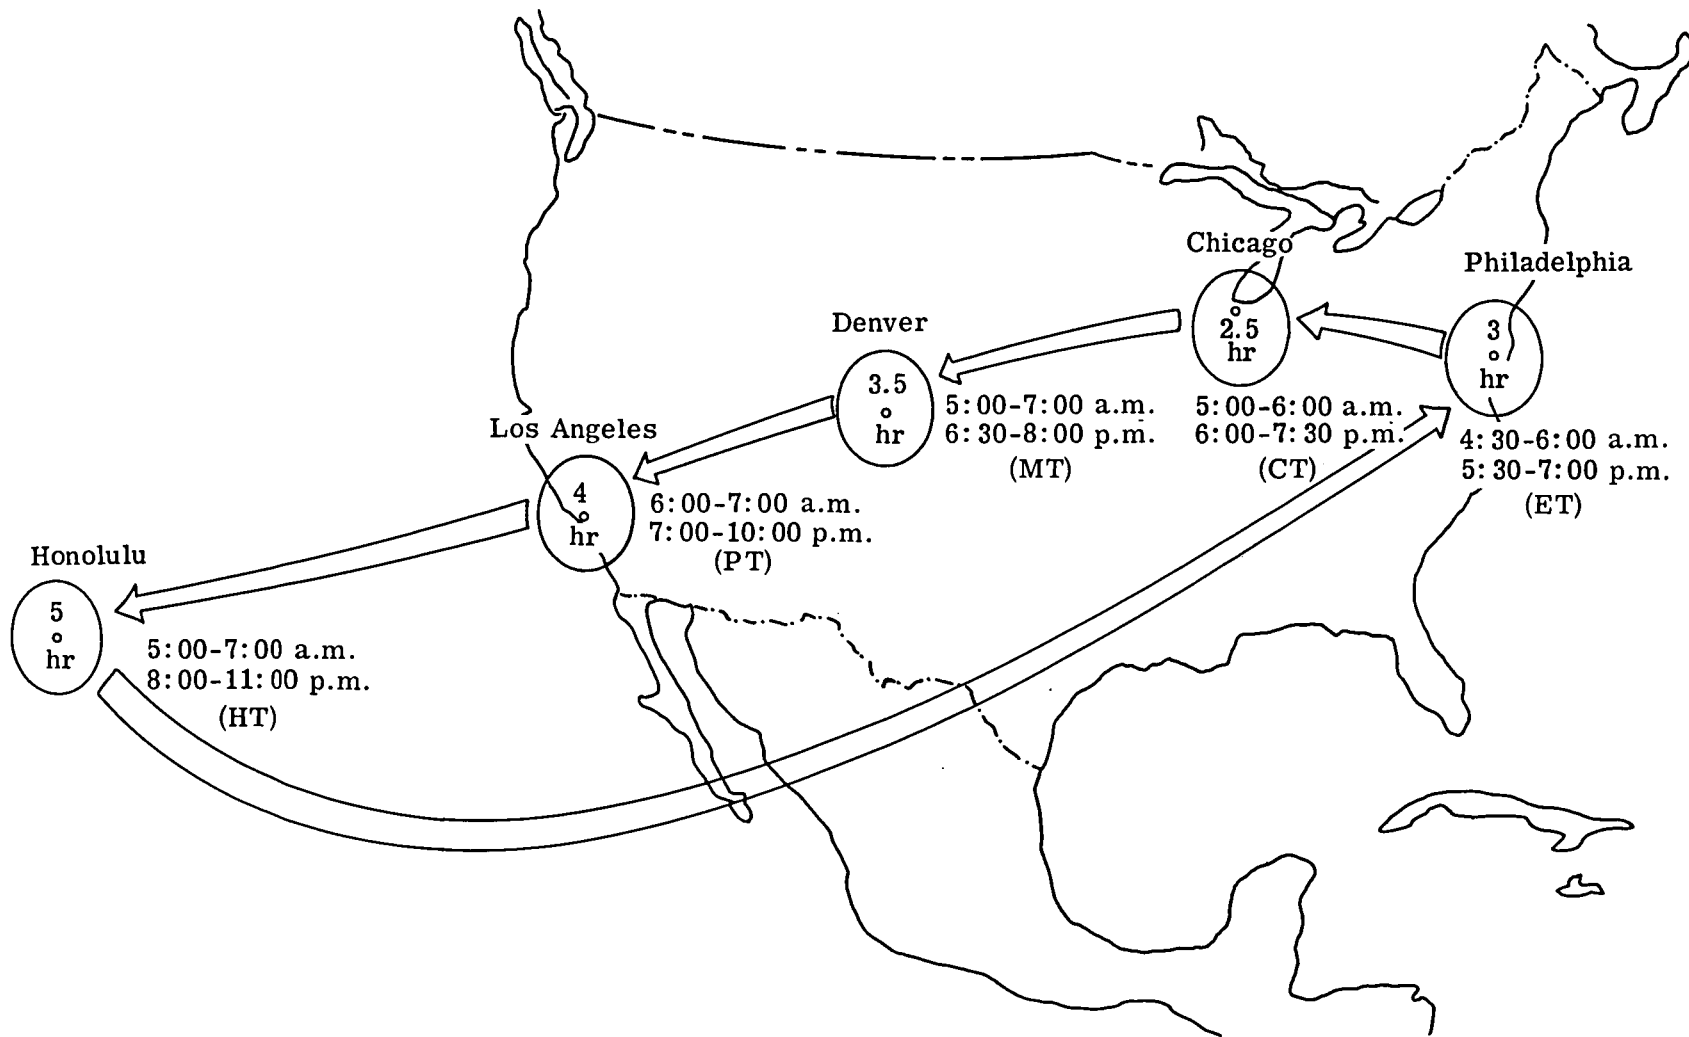 Chicago
2.5
hr
5:00-6:00 a.m.
6:00-7:30 p.m.
(CT)
Philadelphia
3
hr
4:30-6:00 a.m.
5:30-7:00 p.m.
(ET)
Denver
3.5
hr
5:00-7:00 a.m.
6:30-8:00 p.m.
(MT)
Los Angeles
4
hr
6:00-7:00 a.m.
7:00-10:00 p.m.
(PT)
Honolulu
5
hr
5:00-7:00 a.m.
8:00-11:00 p.m.
(HT)